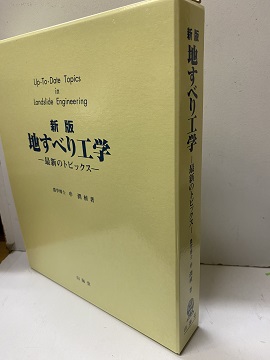 Up-To-Date Topics
in
Landslide Engineering
新版
地すべり工学
―最新のトピックス―
新版
地すべり工学
―最新のトピックス―